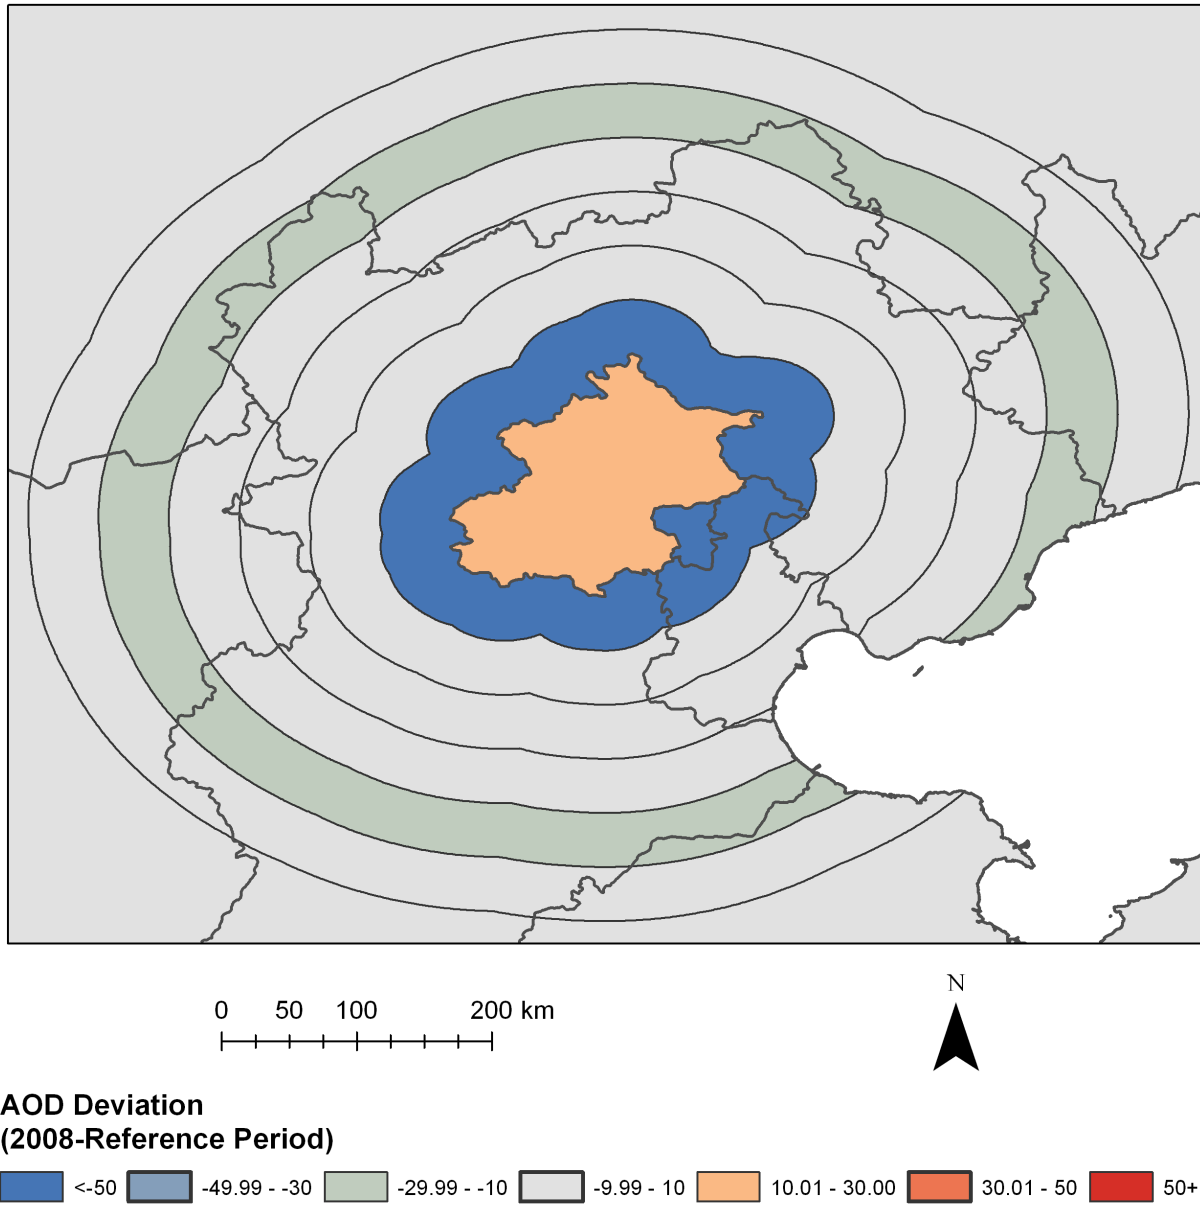 0 50 100 200 km
N
AOD Deviation
(2008-Reference Period)
<-50 -49.99 - -30 -29.99 - -10 -9.99 - 10 10.01 - 30.00 30.01 - 50 50+